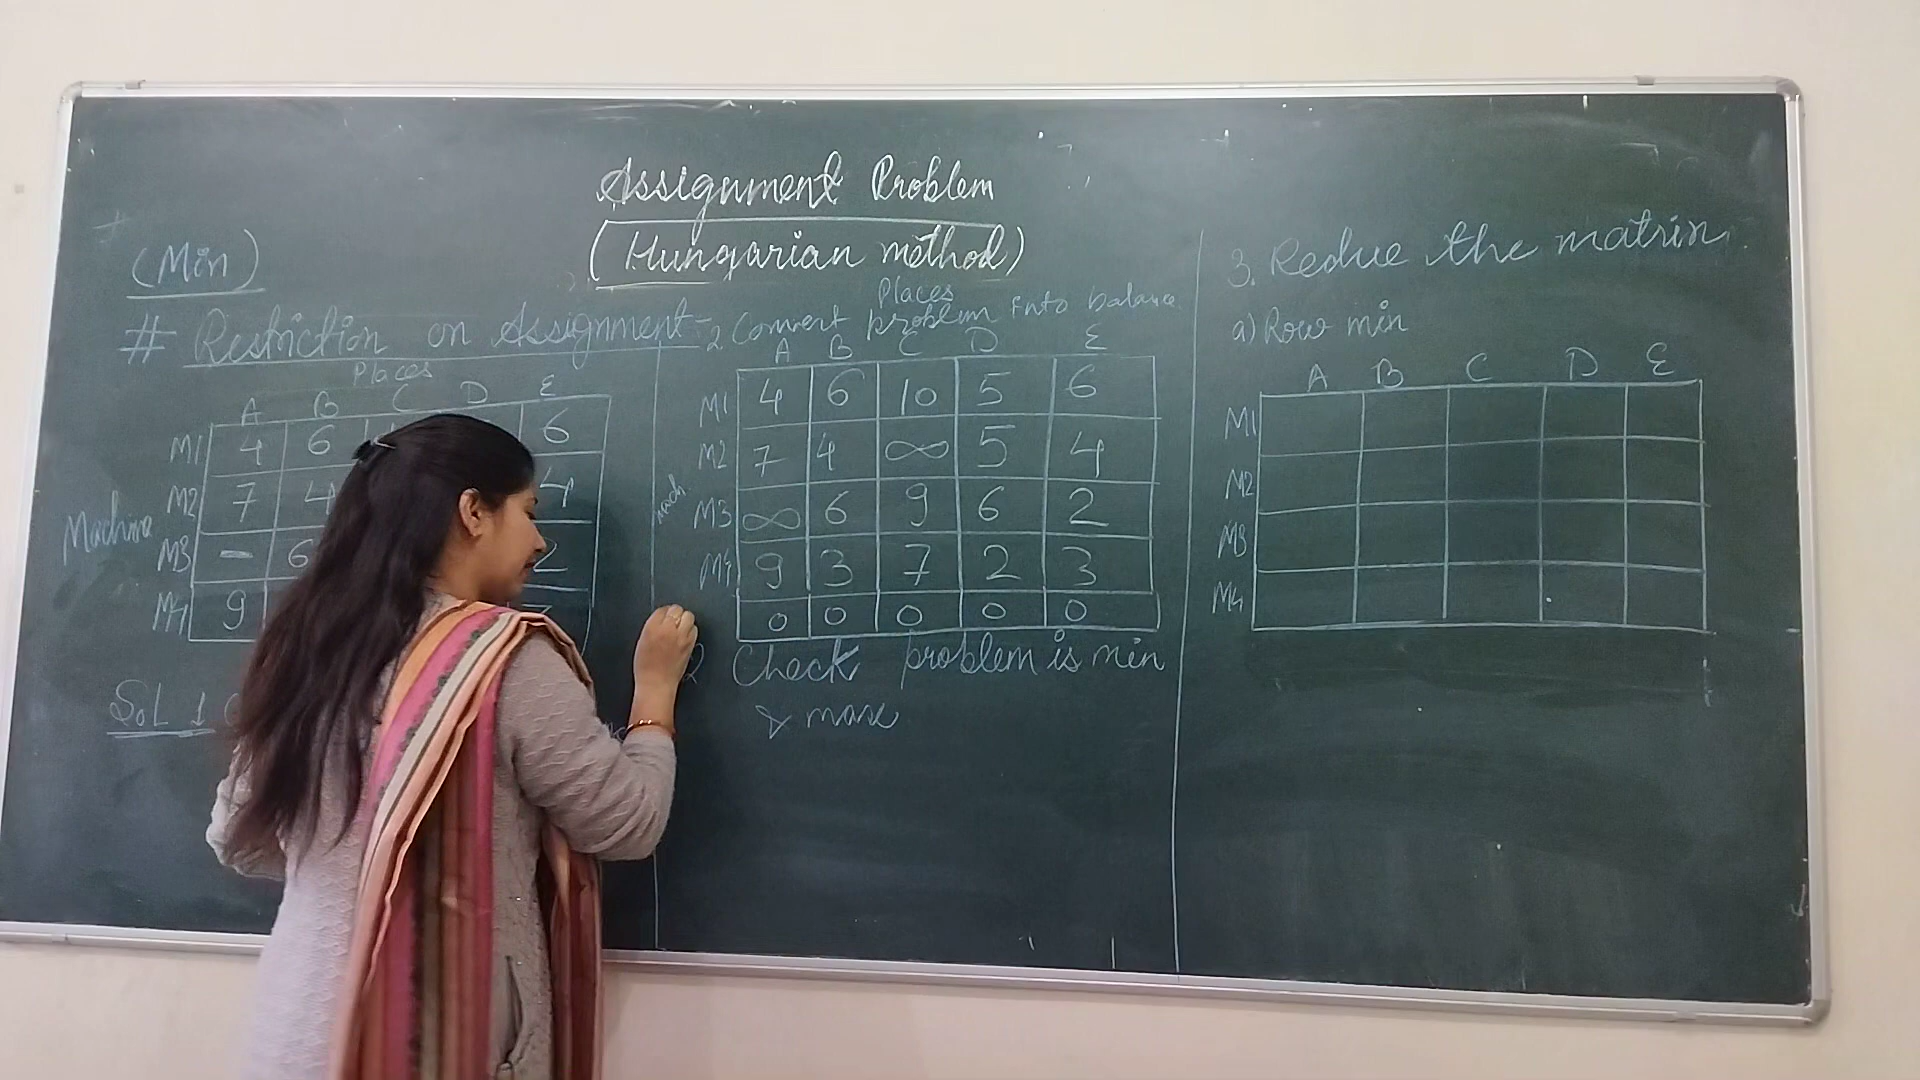 Assignment Problem
(Hungarian method)
(Min)
# Restriction on Assignment-
Places
A B C D E
M1 4 6 6
M2 7 4 4
Machine
M3 - 6 2
M4 9
Sol 1
2. Convert problem into balance
Places
A B C D E
M1 4 6 10 5 6
M2 7 4 ∞ 5 4
Mach.
M3 ∞ 6 9 6 2
M4 9 3 7 2 3
0 0 0 0 0
2 Check problem is min
& max
3. Redue the matrix
a) Row min
A B C D E
M1
M2
M3
M4